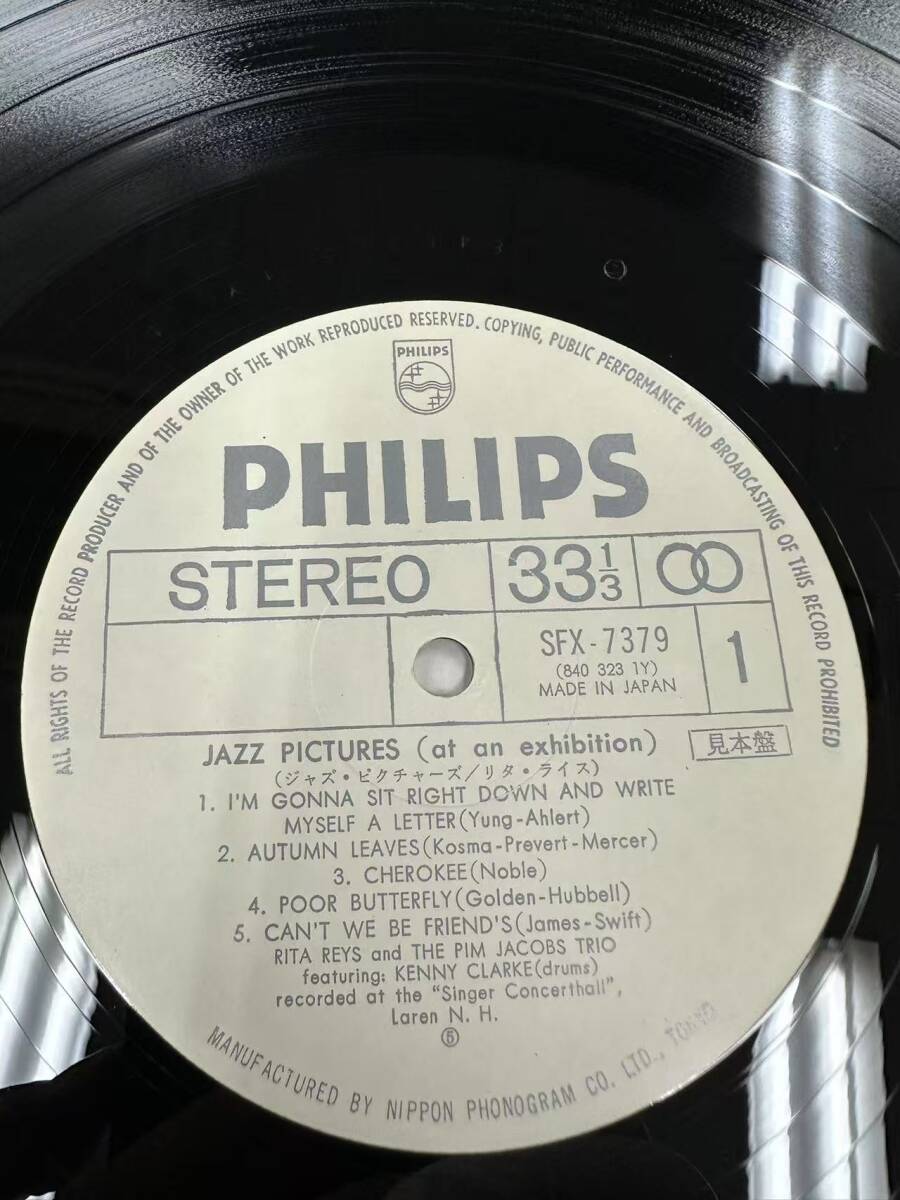 ALL RIGHTS OF THE RECORD PRODUCER AND OF THE OWNER OF THE WORK REPRODUCED RESERVED. COPYING, PUBLIC PERFORMANCE AND BROADCASTING OF THIS RECORD PROHIBITED
PHILIPS
PHILIPS
STEREO 33 1/3
SFX-7379 1
(840 323 1Y)
MADE IN JAPAN
JAZZ PICTURES (at an exhibition) 見本盤
(ジャズ・ピクチャーズ/リタ・ライス)
1. I'M GONNA SIT RIGHT DOWN AND WRITE
MYSELF A LETTER(Yung-Ahlert)
2. AUTUMN LEAVES(Kosma-Prevert-Mercer)
3. CHEROKEE(Noble)
4. POOR BUTTERFLY(Golden-Hubbell)
5. CAN'T WE BE FRIEND'S(James-Swift)
RITA REYS and THE PIM JACOBS TRIO
featuring: KENNY CLARKE(drums)
recorded at the "Singer Concerthall",
Laren N. H.
⑤
MANUFACTURED BY NIPPON PHONOGRAM CO. LTD., TOKYO